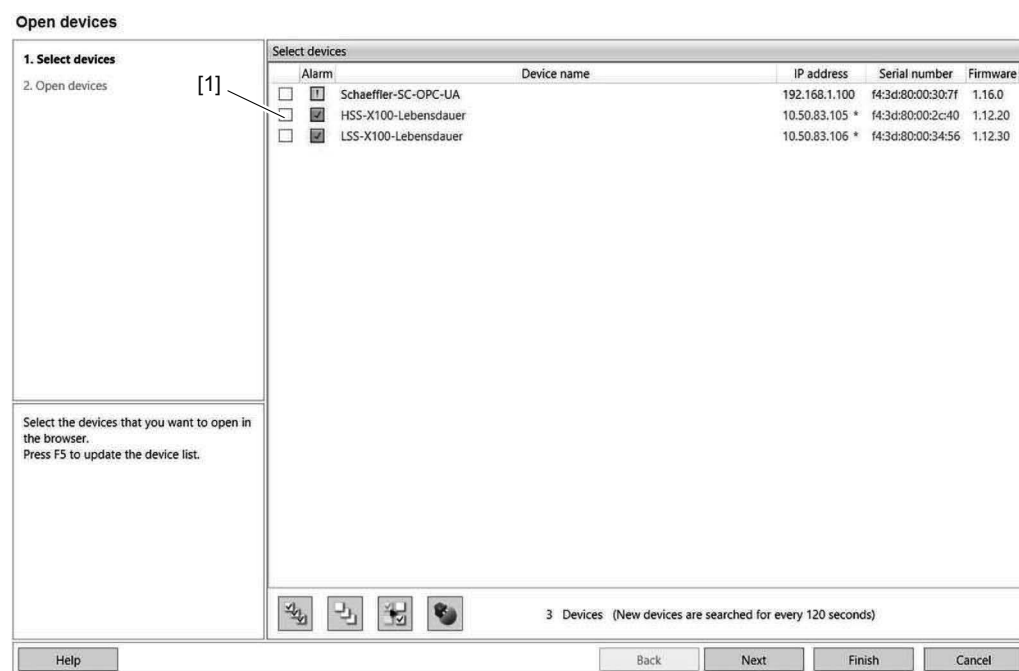 Open devices
1. Select devices
2. Open devices
[1]
Select devices
Alarm Device name IP address Serial number Firmware
Schaeffler-SC-OPC-UA 192.168.1.100 f4:3d:80:00:30:7f 1.16.0
HSS-X100-Lebensdauer 10.50.83.105 * f4:3d:80:00:2c:40 1.12.20
LSS-X100-Lebensdauer 10.50.83.106 * f4:3d:80:00:34:56 1.12.30
Select the devices that you want to open in
the browser.
Press F5 to update the device list.
3 Devices (New devices are searched for every 120 seconds)
Help Back Next Finish Cancel